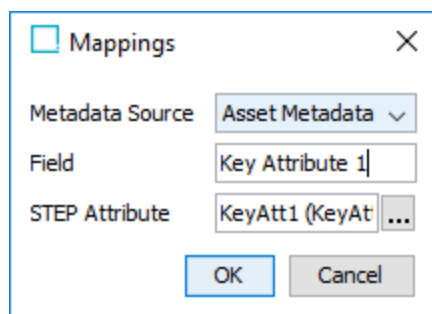 Mappings
Metadata Source Asset Metadata
Field Key Attribute 1
STEP Attribute KeyAtt1 (KeyAt ...
OK Cancel